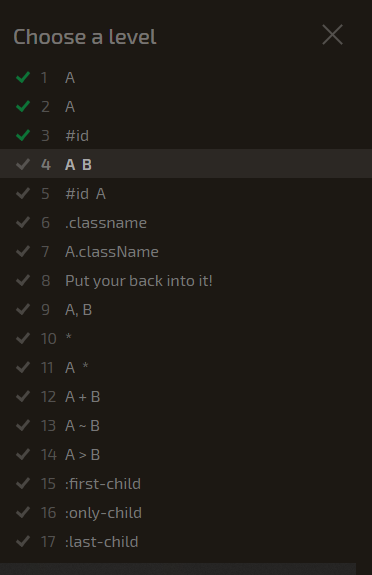 Choose a level
1 A
2 A
3 #id
4 A B
5 #id A
6 .classname
7 A.className
8 Put your back into it!
9 A, B
10 *
11 A *
12 A + B
13 A ~ B
14 A > B
15 :first-child
16 :only-child
17 :last-child